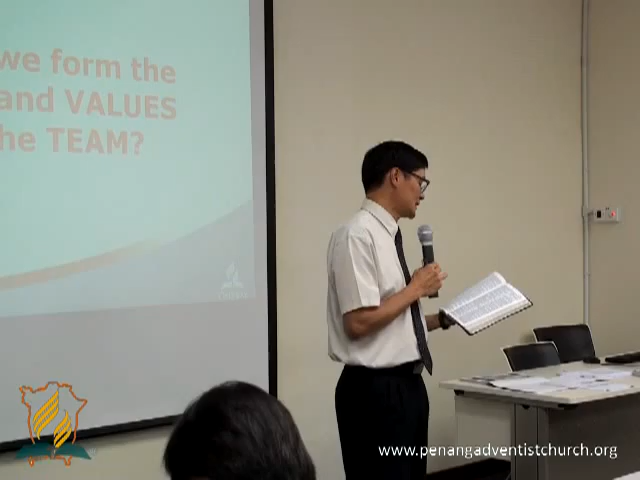 we form the
and VALUES
he TEAM?
www.penangadventistchurch.org